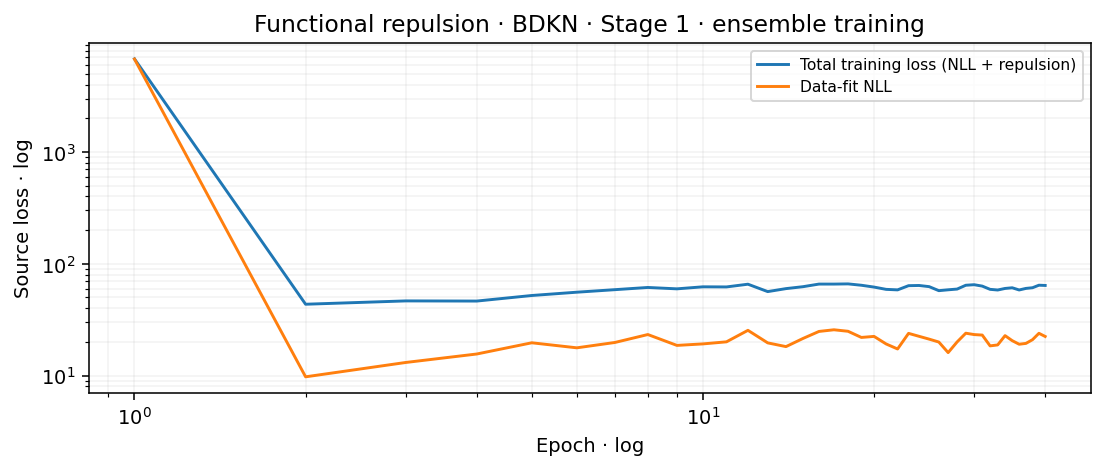 Functional repulsion · BDKN · Stage 1 · ensemble training
Total training loss (NLL + repulsion)
Data-fit NLL
Source loss · log
10³
10²
10¹
10⁰
10¹
Epoch · log